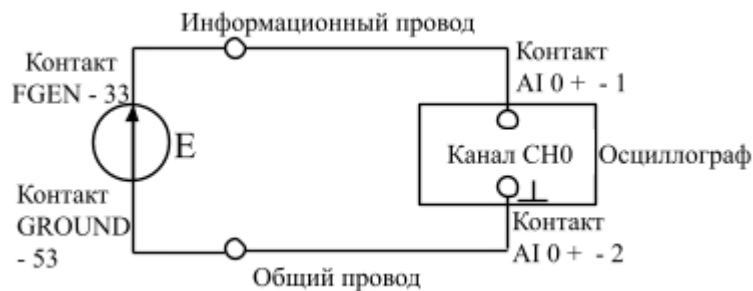 Информационный провод
Контакт
FGEN - 33
Контакт
AI 0 + - 1
E
Канал CH0
Осциллограф
Контакт
GROUND
- 53
Контакт
AI 0 + - 2
Общий провод